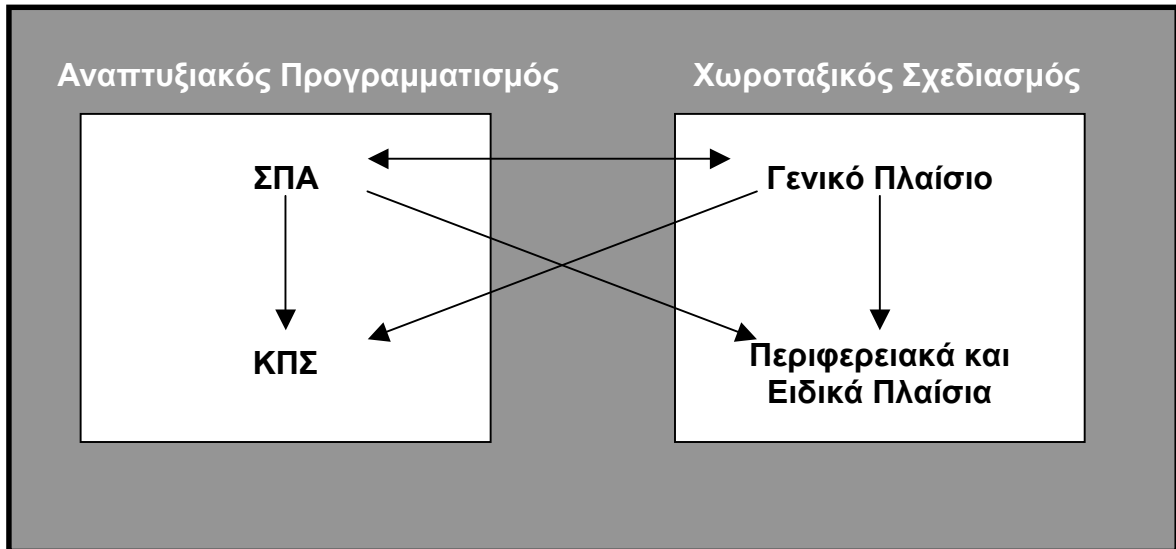 Αναπτυξιακός Προγραμματισμός
Χωροταξικός Σχεδιασμός
ΣΠΑ
Γενικό Πλαίσιο
ΚΠΣ
Περιφερειακά και
Ειδικά Πλαίσια